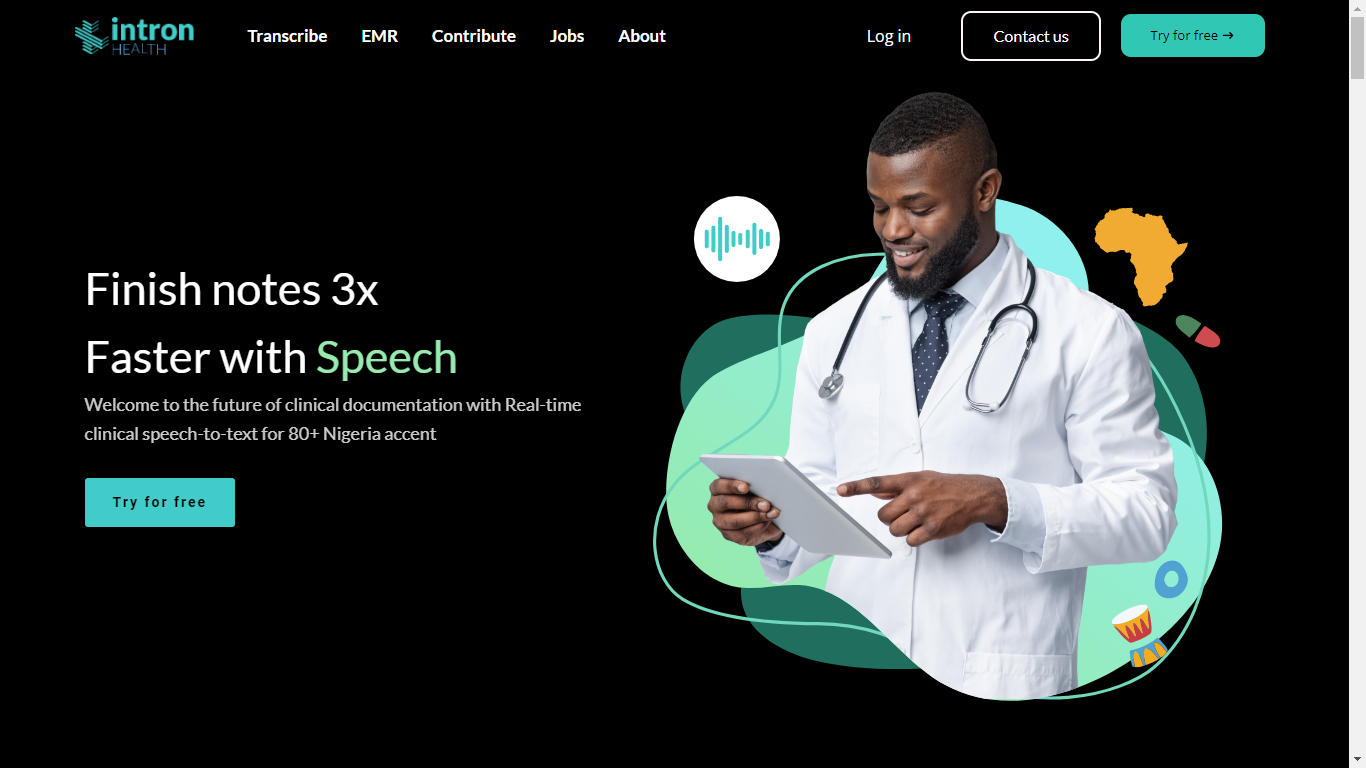 intron
HEALTH
Transcribe
EMR
Contribute
Jobs
About
Log in
Contact us
Try for free →
Finish notes 3x
Faster with Speech
Welcome to the future of clinical documentation with Real-time
clinical speech-to-text for 80+ Nigeria accent
Try for free